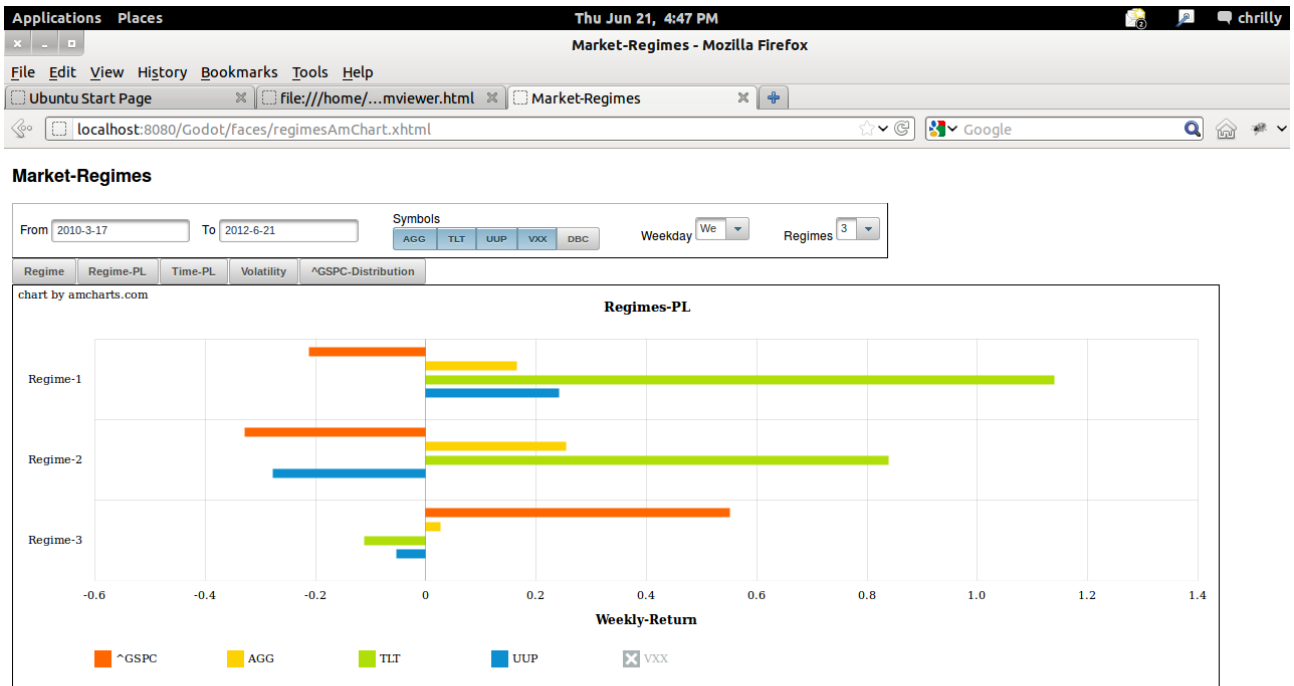 Applications Places Thu Jun 21, 4:47 PM 2 chrilly
Market-Regimes - Mozilla Firefox
File Edit View History Bookmarks Tools Help
Ubuntu Start Page file:///home/...mviewer.html Market-Regimes
localhost:8080/Godot/faces/regimesAmChart.xhtml Google
Market-Regimes
Symbols
From 2010-3-17 To 2012-6-21 AGG TLT UUP VXX DBC Weekday We Regimes 3
Regime Regime-PL Time-PL Volatility ^GSPC-Distribution
chart by amcharts.com
Regimes-PL
Regime-1
Regime-2
Regime-3
-0.6 -0.4 -0.2 0 0.2 0.4 0.6 0.8 1.0 1.2 1.4
Weekly-Return
^GSPC AGG TLT UUP VXX